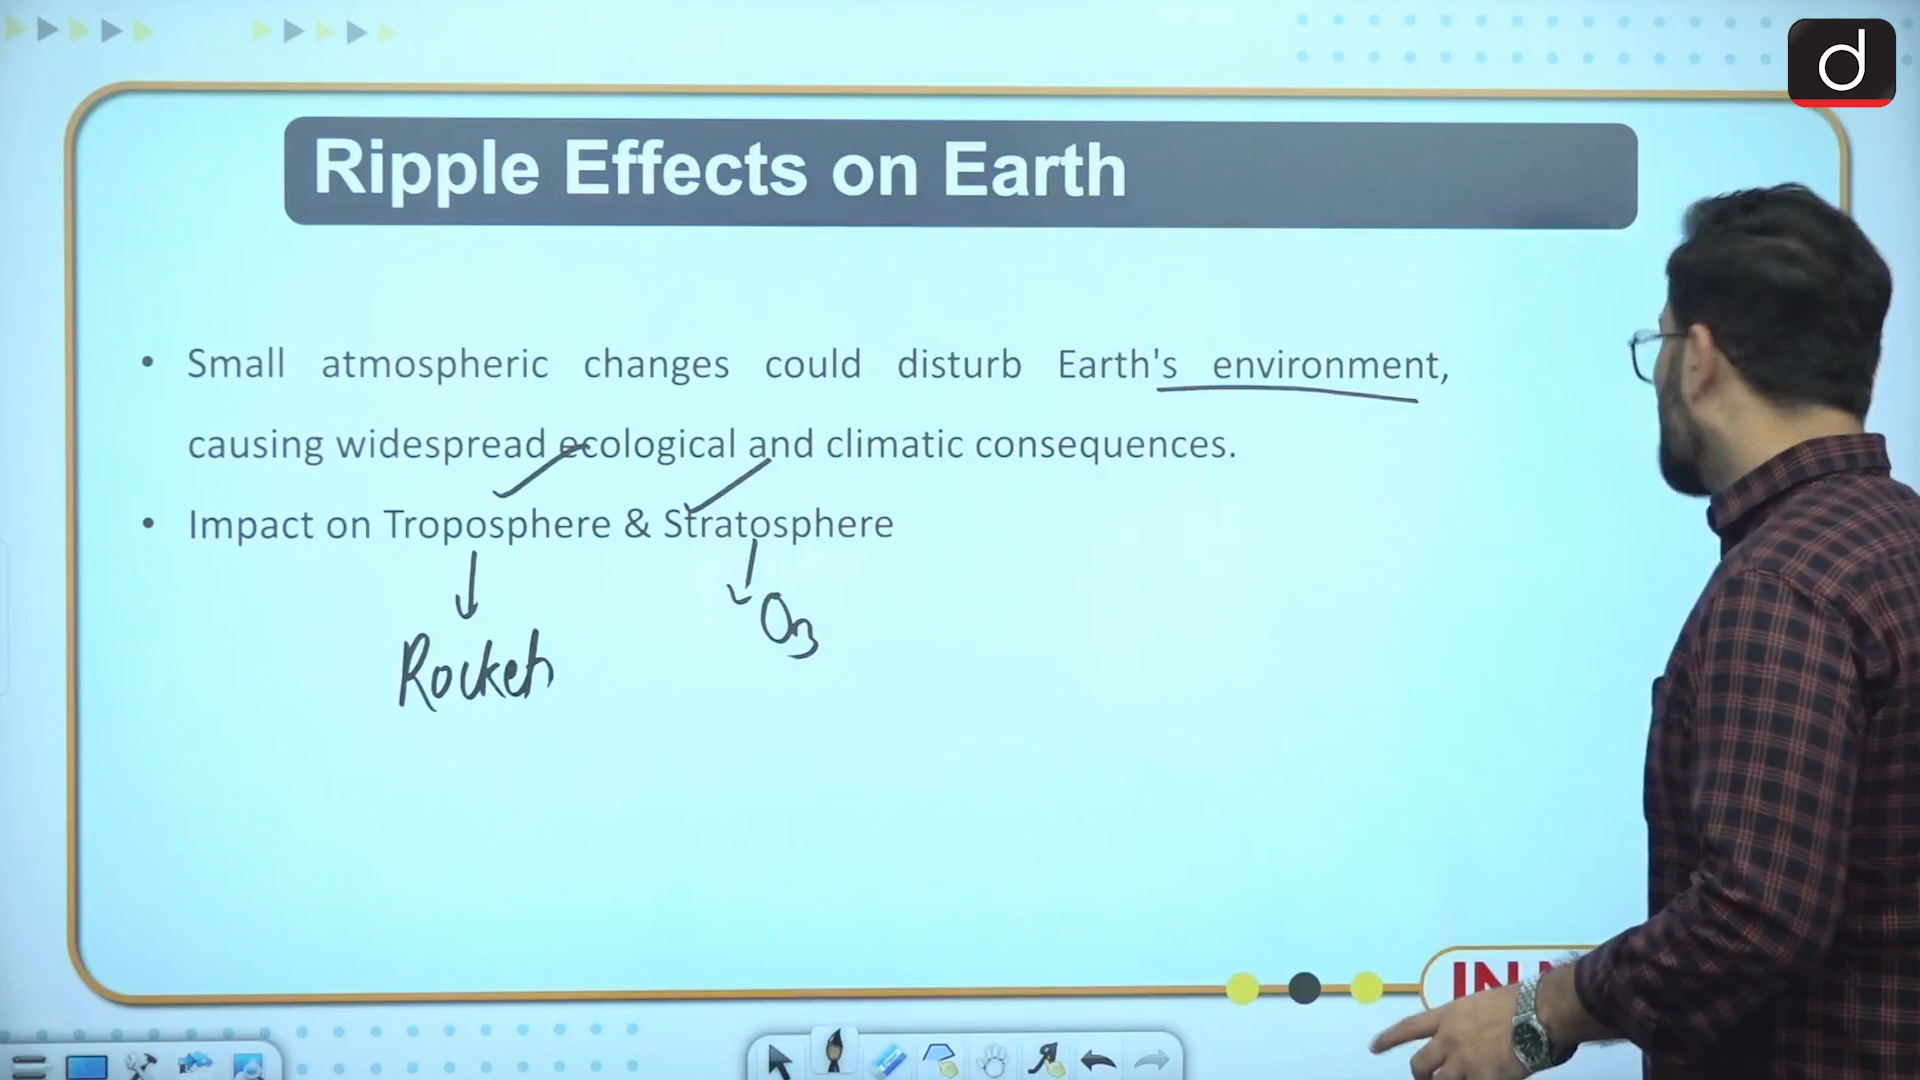 d
Ripple Effects on Earth
• Small atmospheric changes could disturb Earth's environment,
causing widespread ecological and climatic consequences.
• Impact on Troposphere & Stratosphere
O3
Rocket
IN